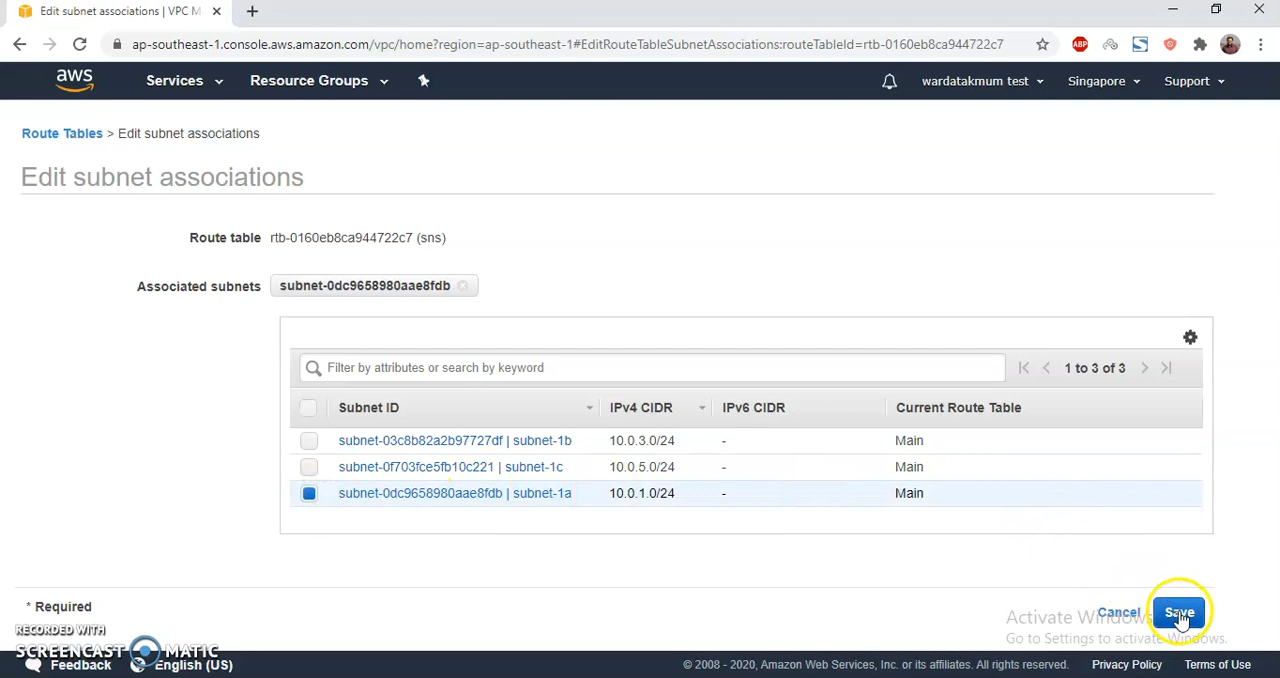 Edit subnet associations | VPC M
ap-southeast-1.console.aws.amazon.com/vpc/home?region=ap-southeast-1#EditRouteTableSubnetAssociations:routeTableId=rtb-0160eb8ca944722c7
ABP
aws Services Resource Groups wardatakmum test Singapore Support
Route Tables > Edit subnet associations
Edit subnet associations
Route table rtb-0160eb8ca944722c7 (sns)
Associated subnets subnet-0dc9658980aae8fdb
Filter by attributes or search by keyword 1 to 3 of 3
Subnet ID IPv4 CIDR IPv6 CIDR Current Route Table
subnet-03c8b82a2b97727df | subnet-1b 10.0.3.0/24 - Main
subnet-0f703fce5fb10c221 | subnet-1c 10.0.5.0/24 - Main
subnet-0dc9658980aae8fdb | subnet-1a 10.0.1.0/24 - Main
* Required Cancel Save
Activate Windows
Go to Settings to activate Windows.
RECORDED WITH
SCREENCAST MATIC
Feedback English (US) © 2008 - 2020, Amazon Web Services, Inc. or its affiliates. All rights reserved. Privacy Policy Terms of Use